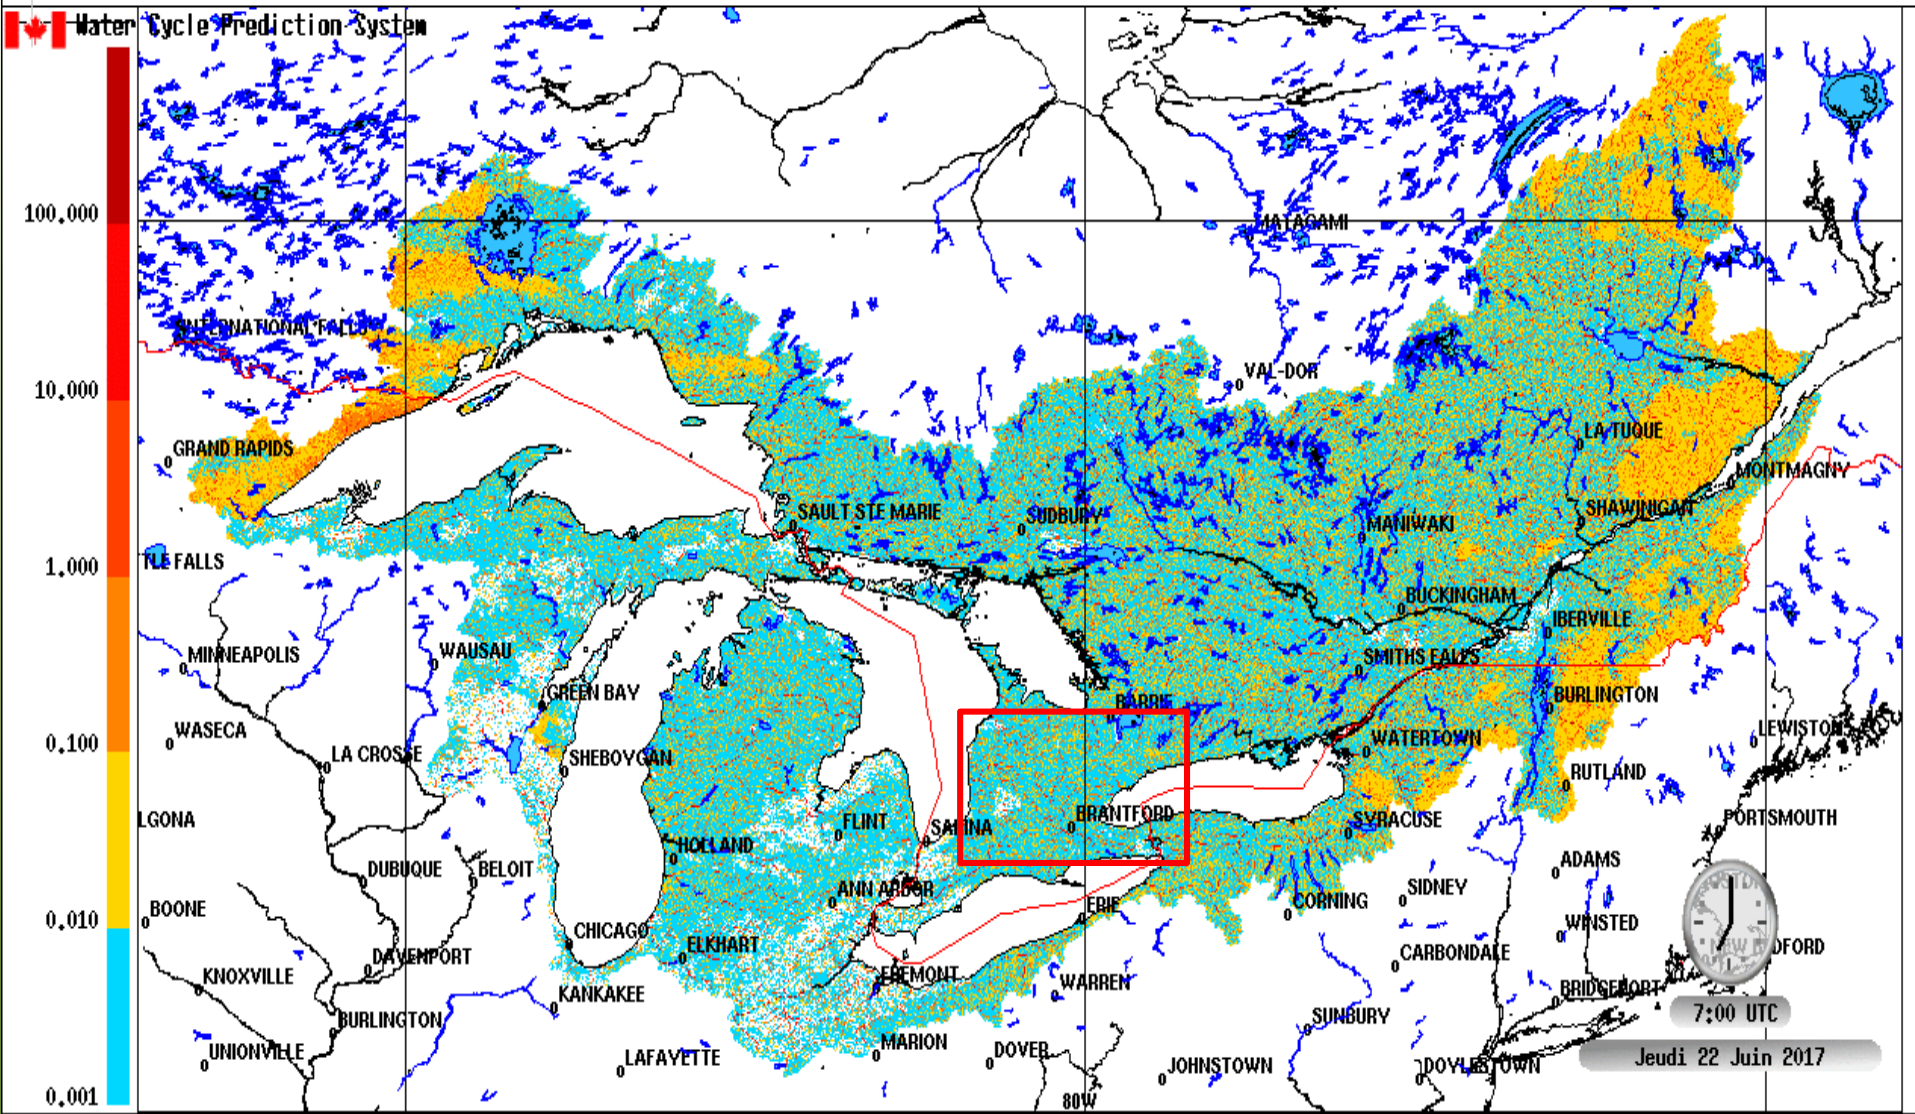 Water Cycle Prediction System
100.000
10.000
1.000
0.100
0.010
0.001
MATAGAMI
INTERNATIONAL FALLS
VAL-DOR
GRAND RAPIDS
LA TUQUE
MONTMAGNY
SAULT STE MARIE
SUDBURY
MANIWAKI
SHAWINIGAN
TLE FALLS
BUCKINGHAM
IBERVILLE
MINNEAPOLIS
WAUSAU
SMITHS FALLS
GREEN BAY
BARRIE
BURLINGTON
WASECA
LA CROSSE
SHEBOYGAN
WATERTOWN
LEWISTON
RUTLAND
LGONA
FLINT
SARNIA
BRANTFORD
SYRACUSE
PORTSMOUTH
HOLLAND
DUBUQUE
BELOIT
ANN ARBOR
ADAMS
SIDNEY
BOONE
ERIE
CORNING
CHICAGO
ELKHART
WINSTED
DAVENPORT
CARBONDALE
DFORD
KNOXVILLE
FREMONT
WARREN
KANKAKEE
BRIDGEPORT
BURLINGTON
SUNBURY
7:00 UTC
UNIONVILLE
LAFAYETTE
MARION
DOVER
JOHNSTOWN
DOYLESTOWN
Jeudi 22 Juin 2017
80W